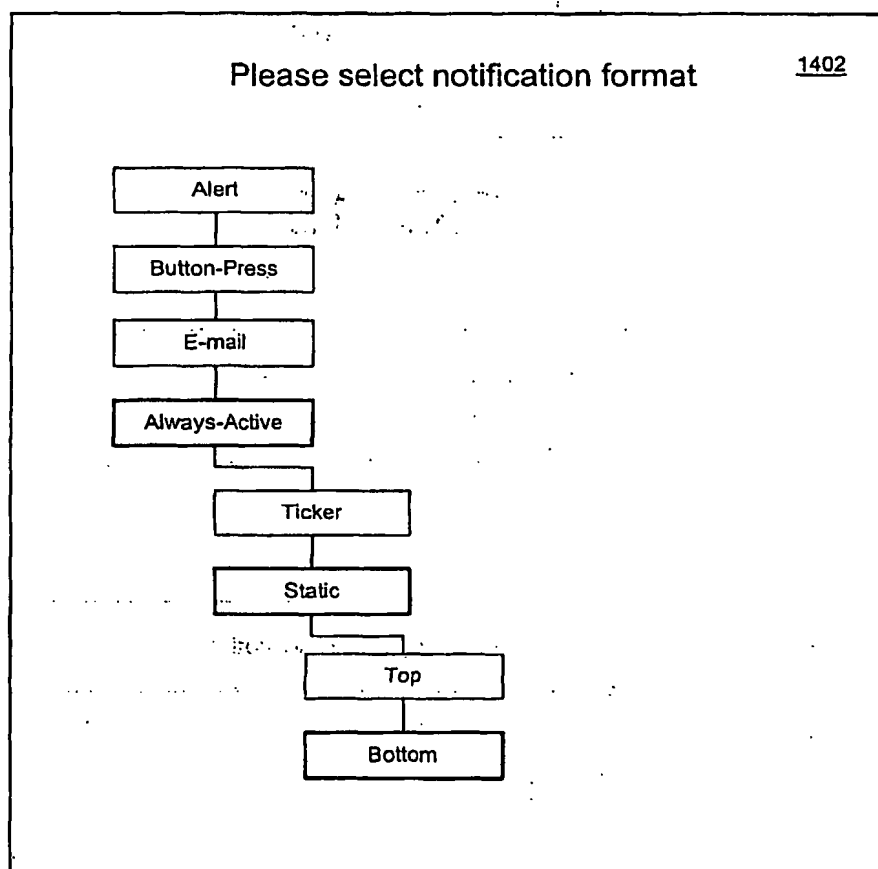 Please select notification format
1402
Alert
Button-Press
E-mail
Always-Active
Ticker
Static
Top
Bottom